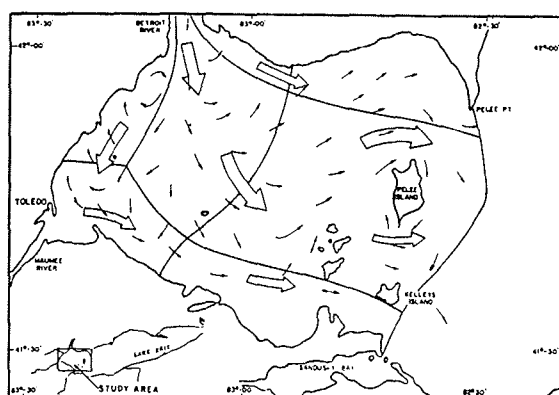 83°30'
DETROIT
RIVER
83°00'
82°30'
42°00'
42°00'
PELEE PT.
PELEE
ISLAND
TOLEDO
MAUMEE
RIVER
KELLEYS
ISLAND
41°30'
LAKE ERIE
41°30'
SANDUSKY BAY
83°30'
STUDY AREA
83°00'
82°30'